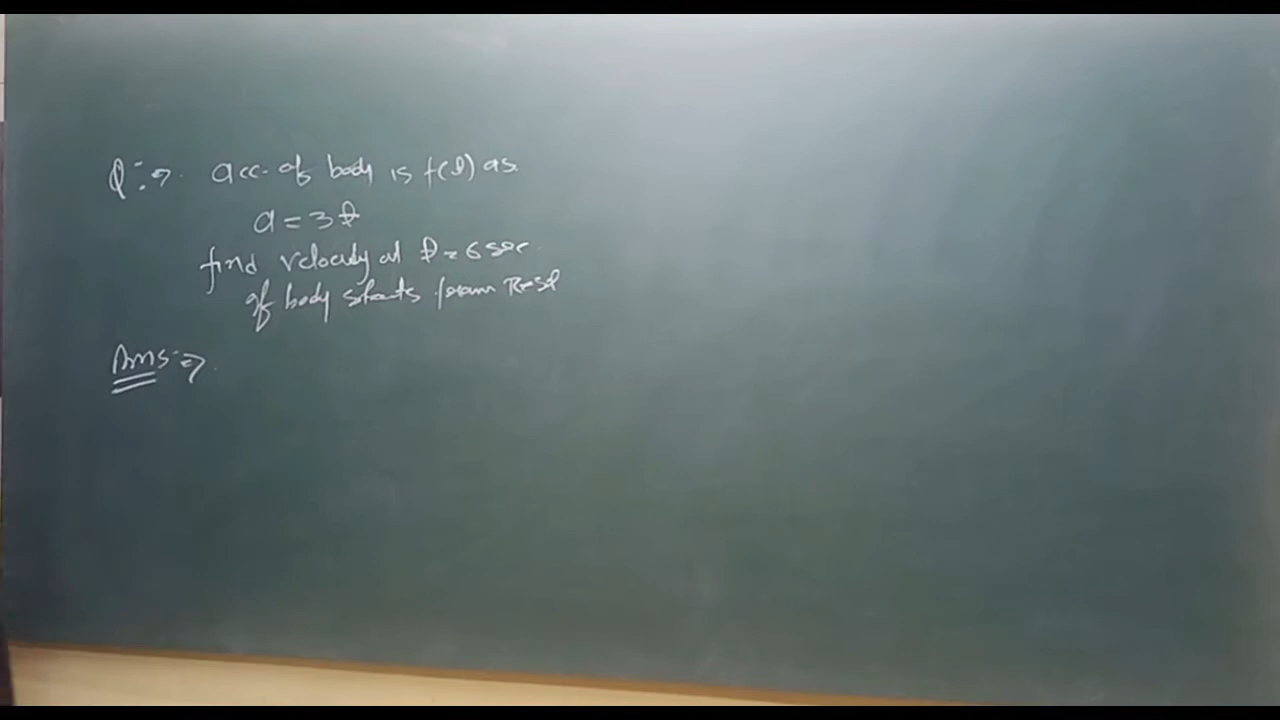 Q:→ acc. of body is f(t) as
a = 3t
find velocity at t = 6 sec
if body starts from Rest
Ans:→